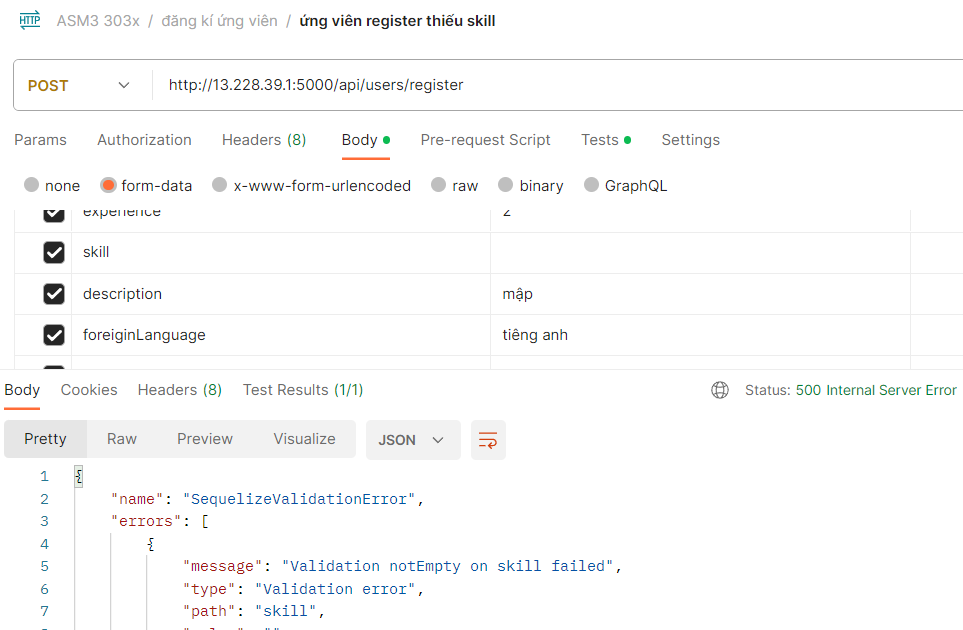 HTTP ASM3 303x / đăng kí ứng viên / ứng viên register thiếu skill
POST http://13.228.39.1:5000/api/users/register
Params Authorization Headers (8) Body Pre-request Script Tests Settings
none form-data x-www-form-urlencoded raw binary GraphQL
experience 2
skill
description mập
foreiginLanguage tiêng anh
Body Cookies Headers (8) Test Results (1/1) Status: 500 Internal Server Error
Pretty Raw Preview Visualize JSON
1 {
2 "name": "SequelizeValidationError",
3 "errors": [
4 {
5 "message": "Validation notEmpty on skill failed",
6 "type": "Validation error",
7 "path": "skill",